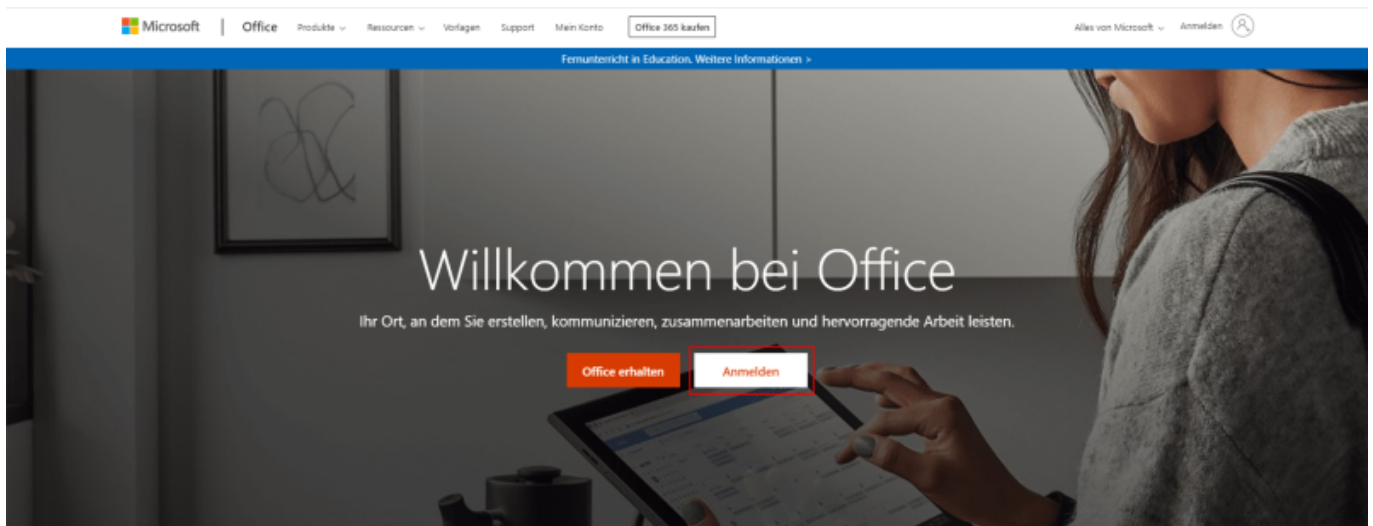 Microsoft | Office Produkte Ressourcen Vorlagen Support Mein Konto Office 365 kaufen Alles von Microsoft Anmelden
Fernunterricht in Education. Weitere Informationen >
Willkommen bei Office
Ihr Ort, an dem Sie erstellen, kommunizieren, zusammenarbeiten und hervorragende Arbeit leisten.
Office erhalten Anmelden